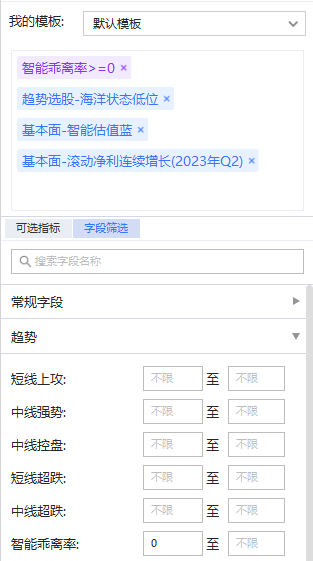 我的模板: 默认模板
智能乖离率>=0 ×
趋势选股-海洋状态低位 ×
基本面-智能估值蓝 ×
基本面-滚动净利连续增长(2023年Q2) ×
可选指标 字段筛选
搜索字段名称
常规字段
趋势
短线上攻: 不限 至 不限
中线强势: 不限 至 不限
中线控盘: 不限 至 不限
短线超跌: 不限 至 不限
中线超跌: 不限 至 不限
智能乖离率: 0 至 不限